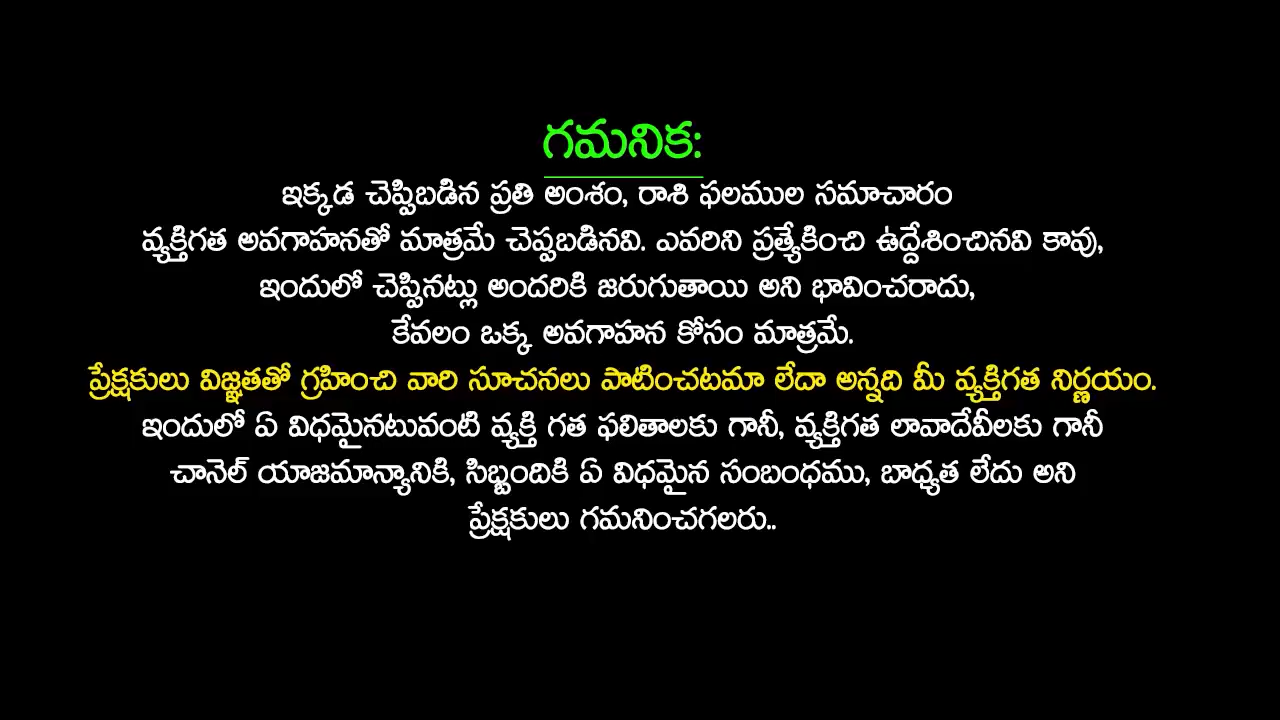 గమనిక:
ఇక్కడ చెప్పిబడిన ప్రతి అంశం, రాశి ఫలముల సమాచారం
వ్యక్తిగత అవగాహనతో మాత్రమే చెప్పబడినవి. ఎవరిని ప్రత్యేకించి ఉద్దేశించినవి కావు,
ఇందులో చెప్పినట్లు అందరికి జరుగుతాయి అని భావించరాదు,
కేవలం ఒక్క అవగాహన కోసం మాత్రమే.
ప్రేక్షకులు విజ్ఞతతో గ్రహించి వారి సూచనలు పాటించటమా లేదా అన్నది మీ వ్యక్తిగత నిర్ణయం.
ఇందులో ఏ విధమైనటువంటి వ్యక్తి గత ఫలితాలకు గానీ, వ్యక్తిగత లావాదేవీలకు గానీ
చానెల్ యాజమాన్యానికి, సిబ్బందికి ఏ విధమైన సంబంధము, బాధ్యత లేదు అని
ప్రేక్షకులు గమనించగలరు..